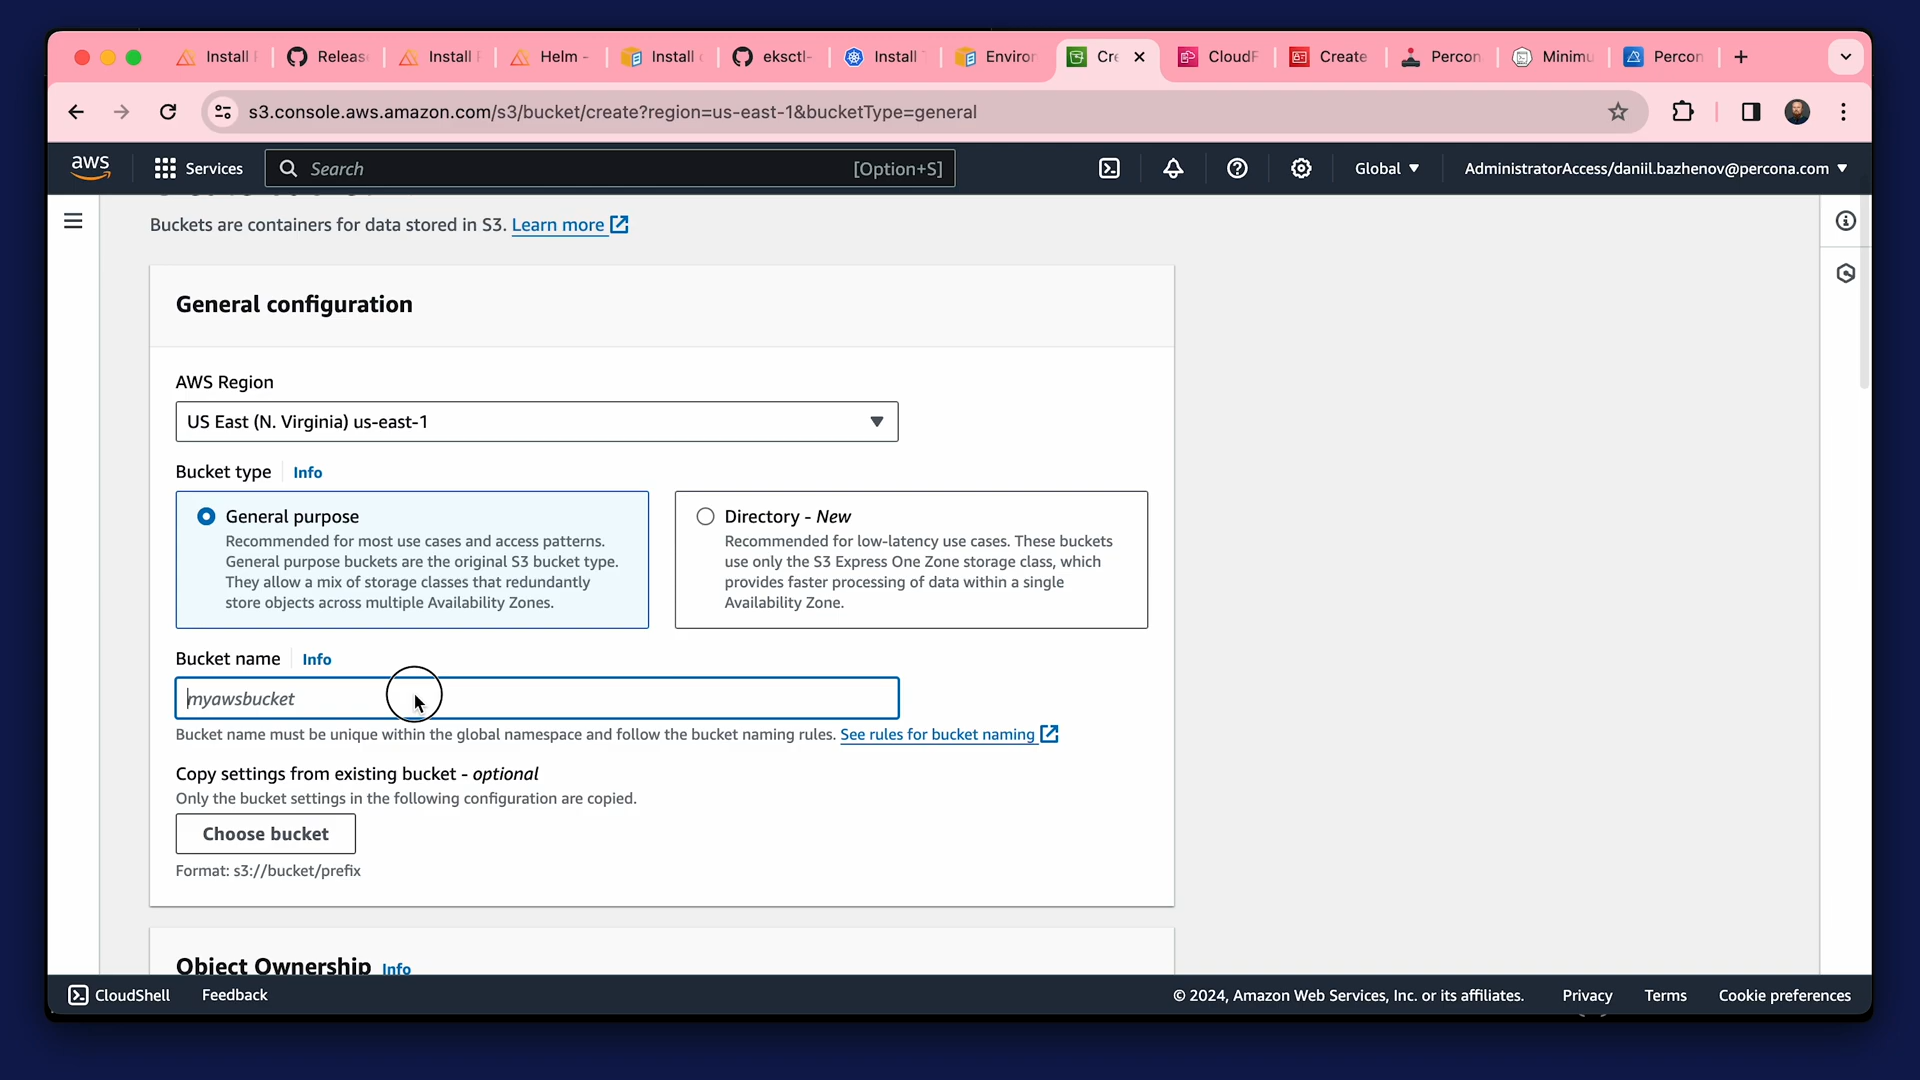 Install
Release
Install
Helm -
Install
eksctl-
Install
Environ
Cre
CloudF
Create
Percon
Minimu
Percon
s3.console.aws.amazon.com/s3/bucket/create?region=us-east-1&bucketType=general
aws
Services
Search
[Option+S]
Global
AdministratorAccess/daniil.bazhenov@percona.com
Buckets are containers for data stored in S3. Learn more
General configuration
AWS Region
US East (N. Virginia) us-east-1
Bucket type
Info
General purpose
Recommended for most use cases and access patterns.
General purpose buckets are the original S3 bucket type.
They allow a mix of storage classes that redundantly
store objects across multiple Availability Zones.
Directory - New
Recommended for low-latency use cases. These buckets
use only the S3 Express One Zone storage class, which
provides faster processing of data within a single
Availability Zone.
Bucket name
Info
myawsbucket
Bucket name must be unique within the global namespace and follow the bucket naming rules. See rules for bucket naming
Copy settings from existing bucket - optional
Only the bucket settings in the following configuration are copied.
Choose bucket
Format: s3://bucket/prefix
Object Ownership Info
CloudShell
Feedback
© 2024, Amazon Web Services, Inc. or its affiliates.
Privacy
Terms
Cookie preferences